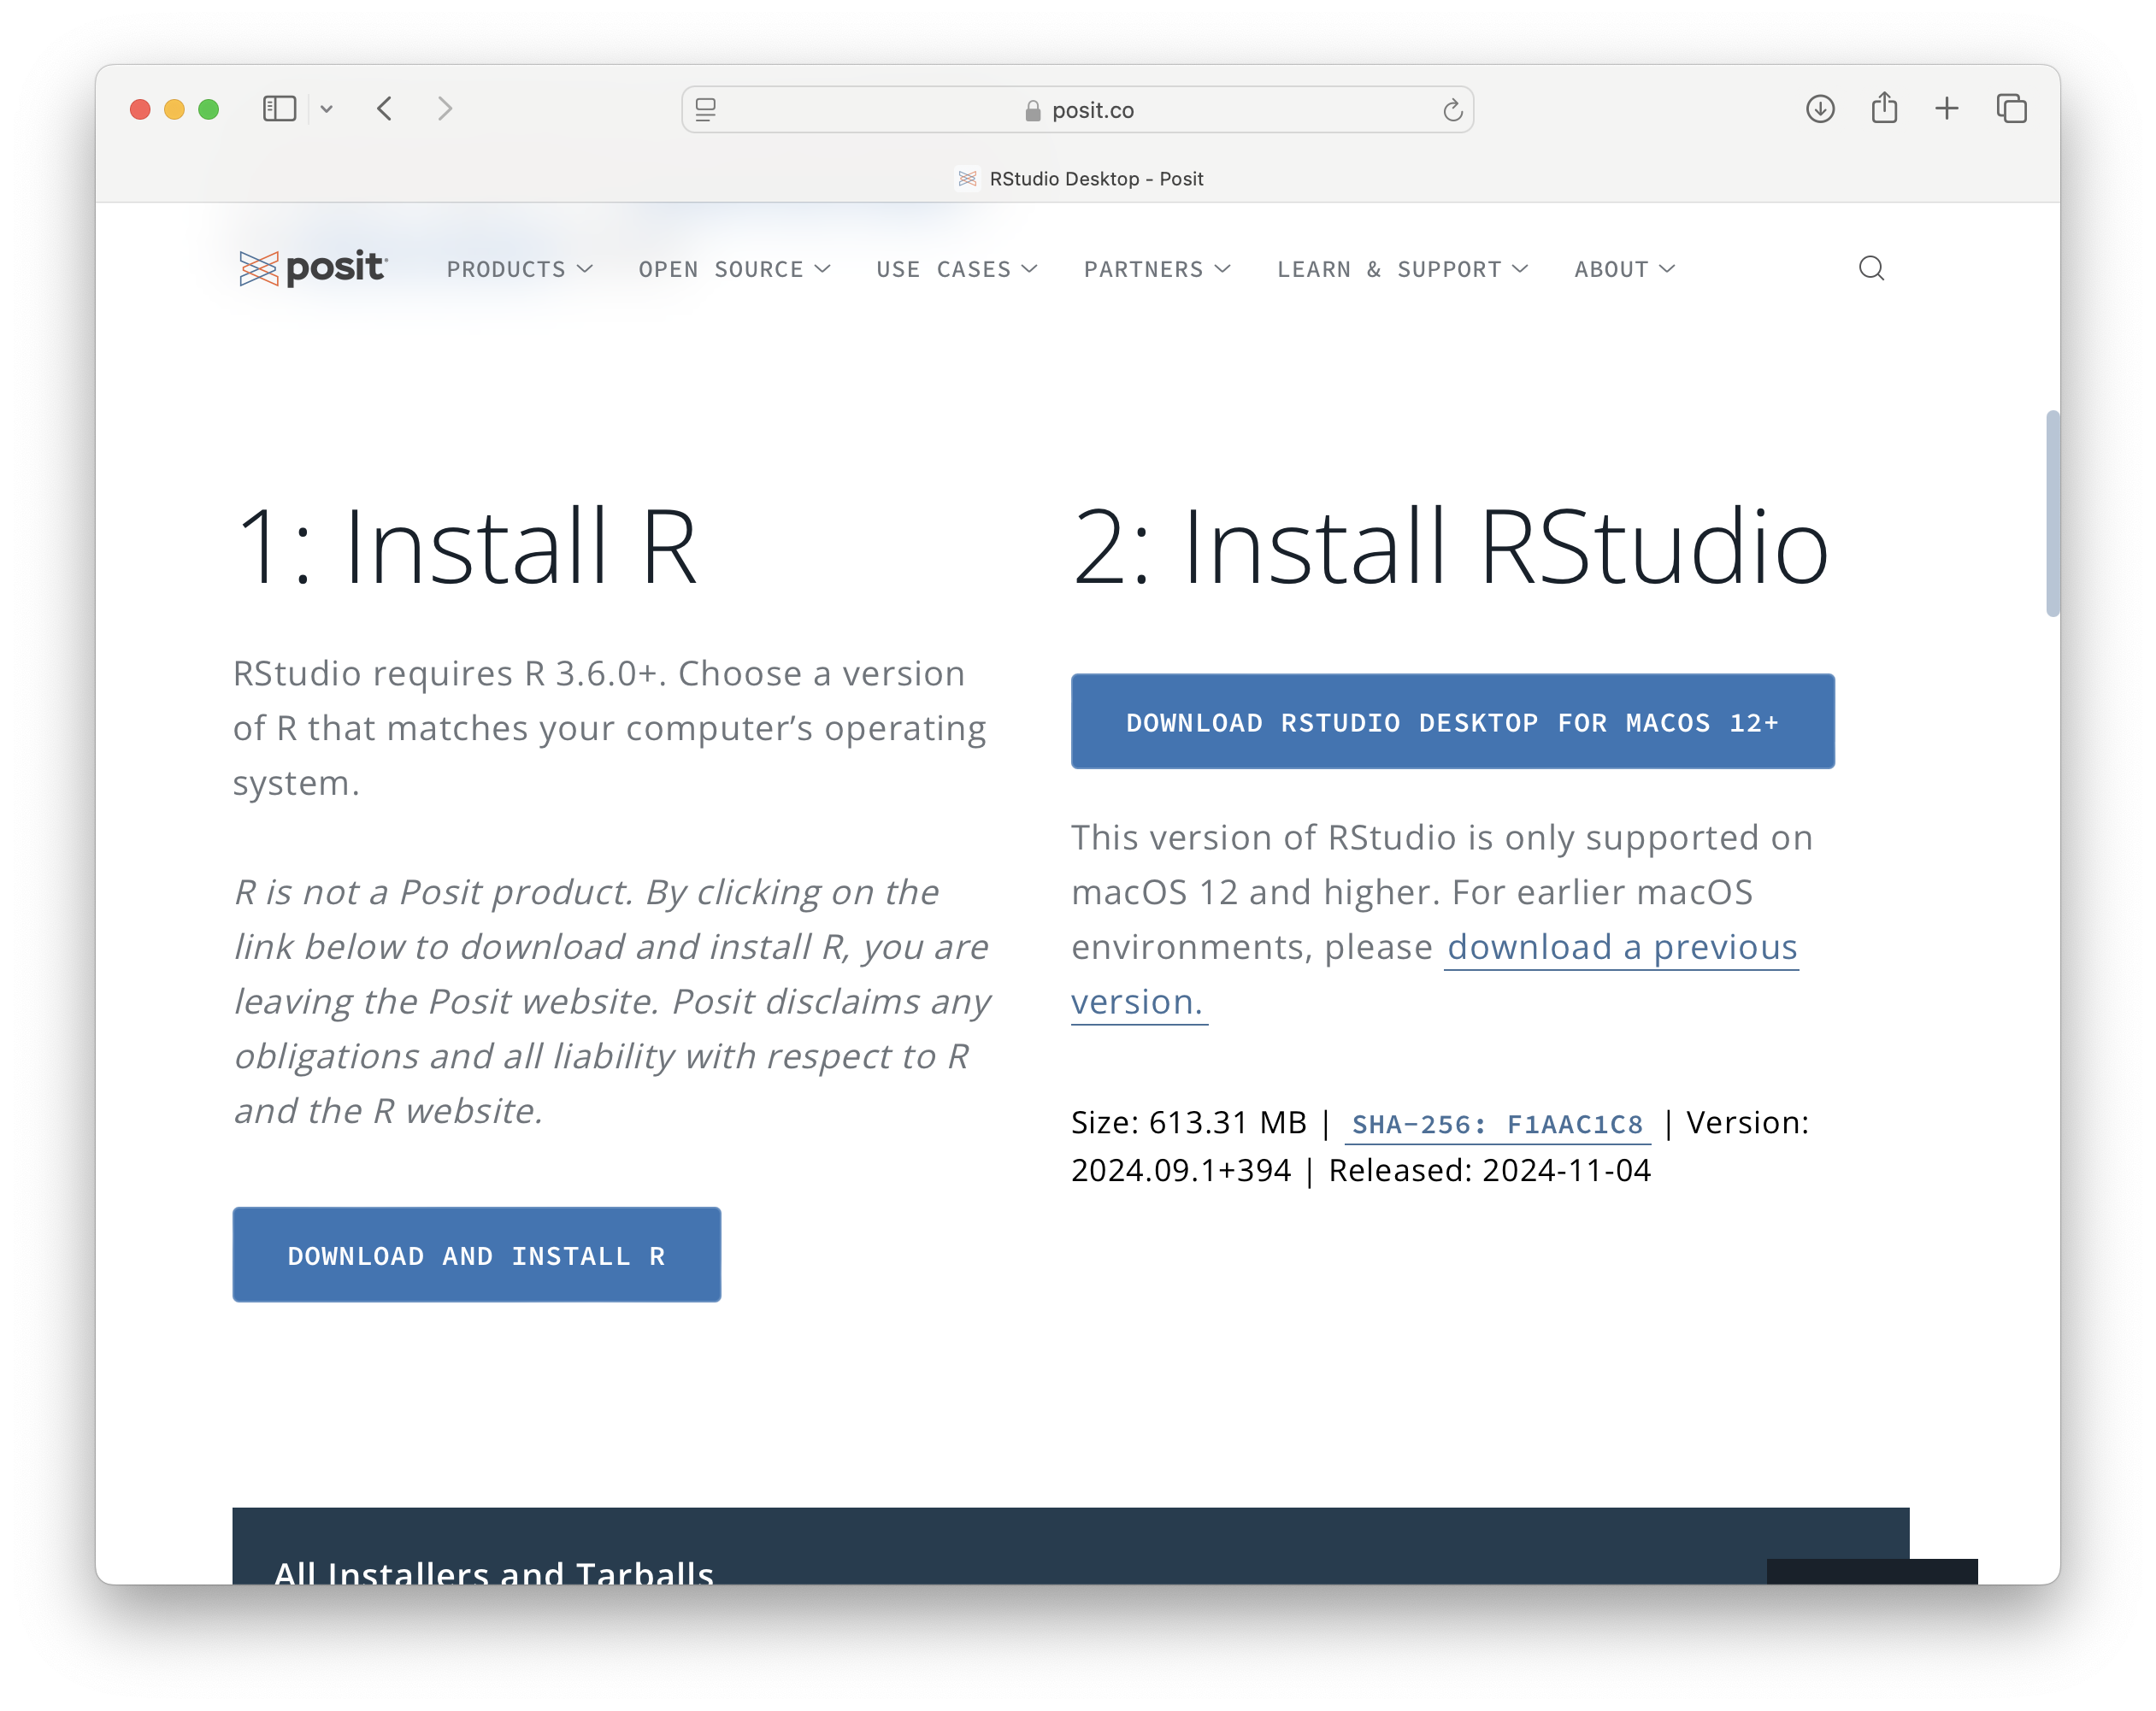 posit.co
RStudio Desktop - Posit
posit
PRODUCTS OPEN SOURCE USE CASES PARTNERS LEARN & SUPPORT ABOUT
1: Install R
RStudio requires R 3.6.0+. Choose a version
of R that matches your computer’s operating
system.
R is not a Posit product. By clicking on the
link below to download and install R, you are
leaving the Posit website. Posit disclaims any
obligations and all liability with respect to R
and the R website.
DOWNLOAD AND INSTALL R
2: Install RStudio
DOWNLOAD RSTUDIO DESKTOP FOR MACOS 12+
This version of RStudio is only supported on
macOS 12 and higher. For earlier macOS
environments, please download a previous
version.
Size: 613.31 MB | SHA-256: F1AAC1C8 | Version:
2024.09.1+394 | Released: 2024-11-04
All Installers and Tarballs